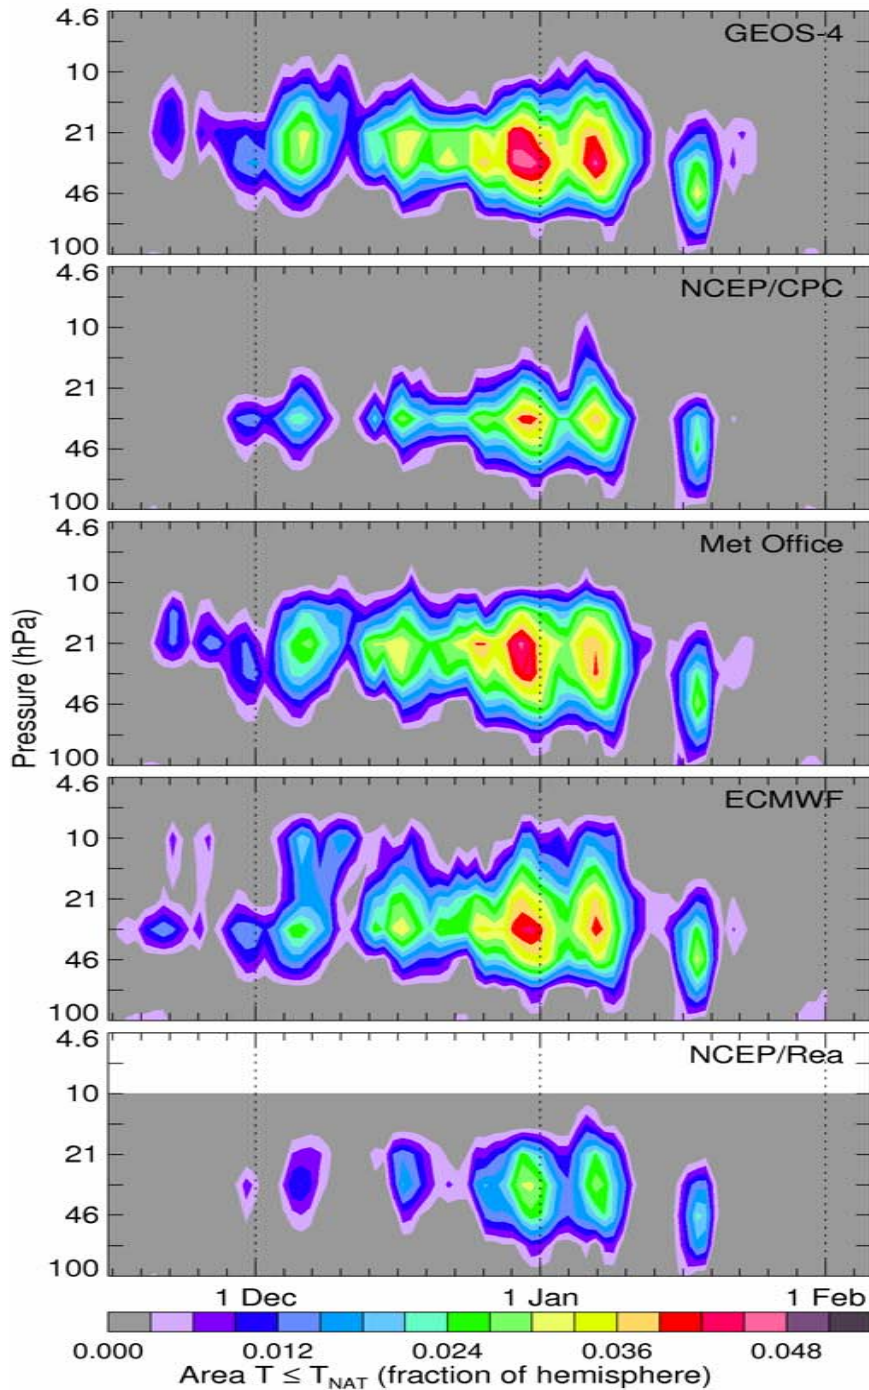 4.6
GEOS-4
10
21
46
100
4.6
NCEP/CPC
10
21
46
100
4.6
Met Office
10
21
46
100
Pressure (hPa)
4.6
ECMWF
10
21
46
100
4.6
NCEP/Rea
10
21
46
100
1 Dec 1 Jan 1 Feb
0.000 0.012 0.024 0.036 0.048
Area T ≤ T_NAT (fraction of hemisphere)